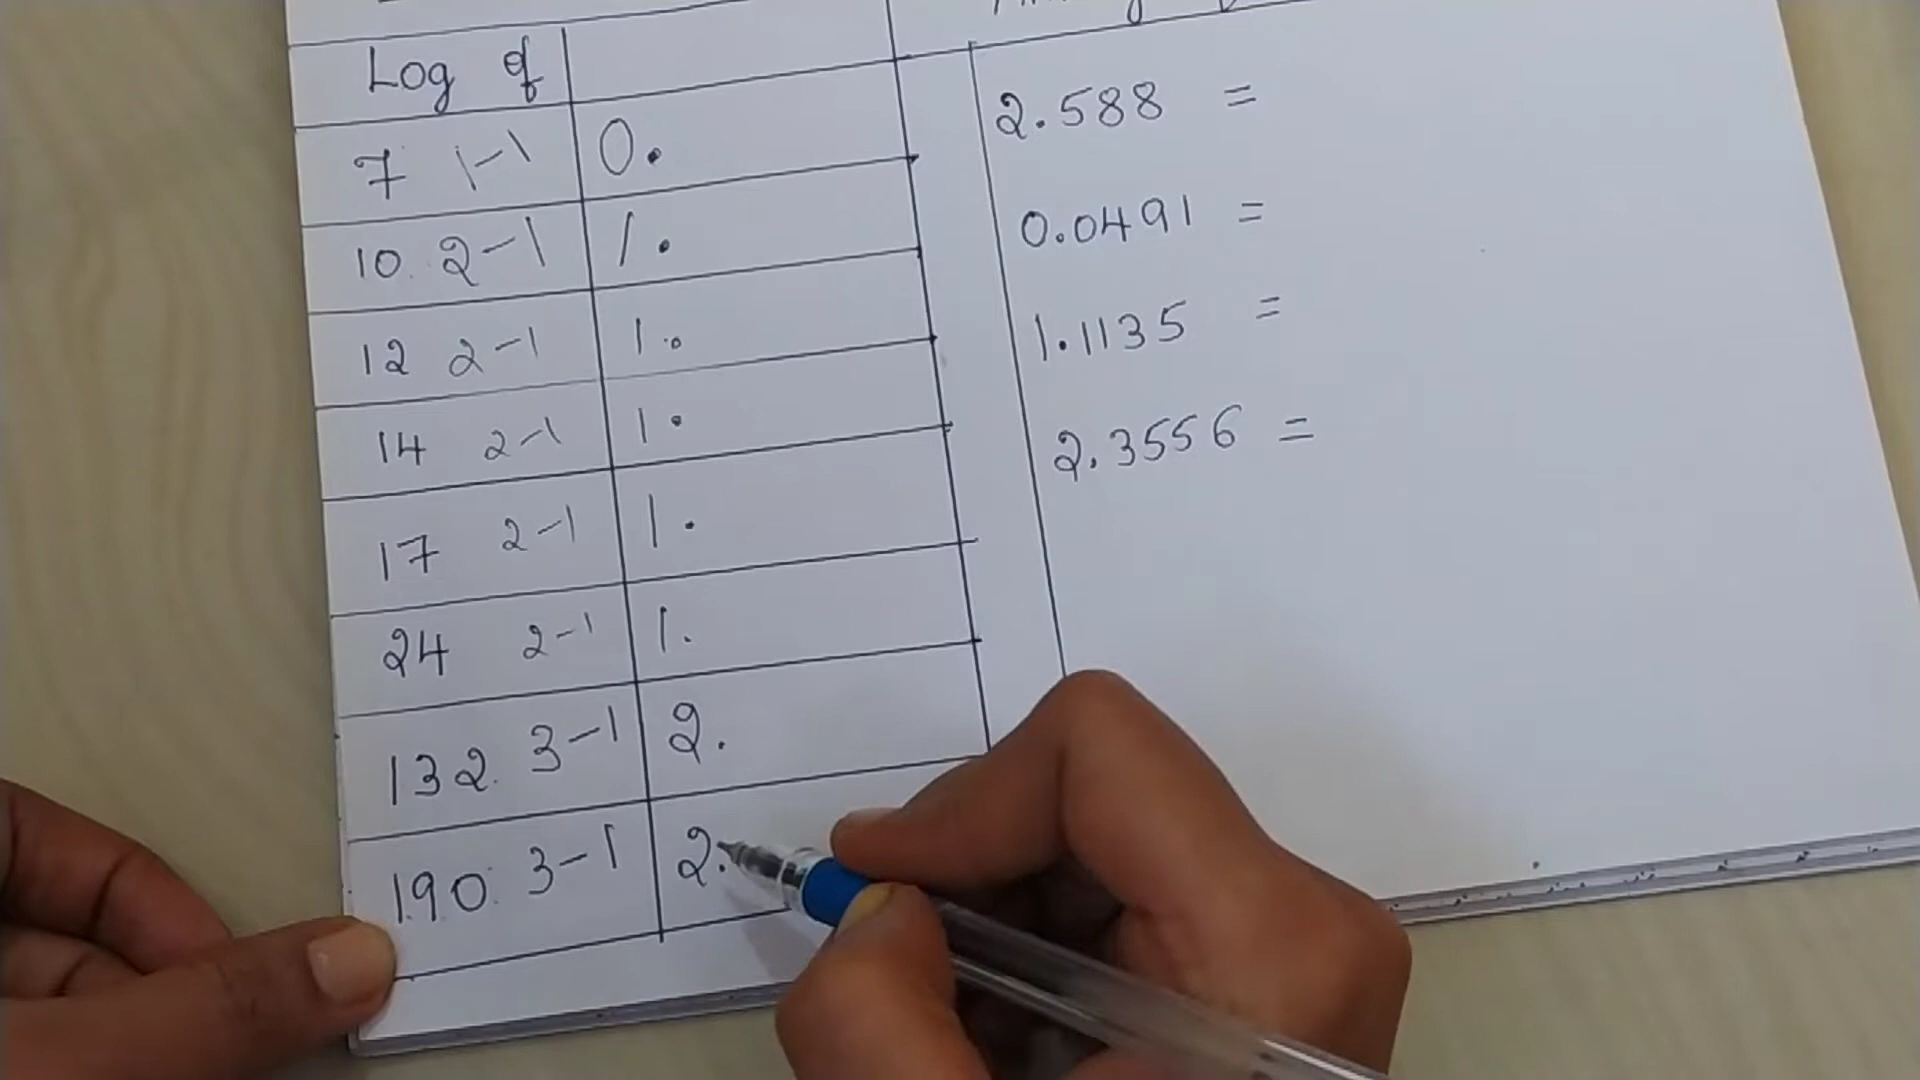 Log of
7 1-1 0.
10 2-1 1.
12 2-1 1.
14 2-1 1.
17 2-1 1.
24 2-1 1.
132 3-1 2.
190 3-1 2.
2.588 =
0.0491 =
1.1135 =
2.3556 =